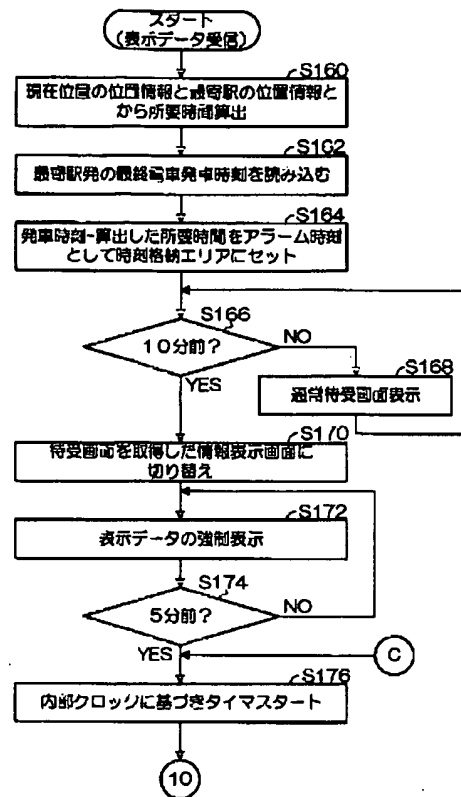 スタート
(表示データ受信)
S160
現在位置の位置情報と最寄駅の位置情報と
から所要時間算出
S162
最寄駅発の最終電車発車時刻を読み込む
S164
発車時刻-算出した所要時間をアラーム時刻
として時刻格納エリアにセット
S166
10分前?
NO
YES
S168
通常待受画面表示
S170
待受画面を取得した情報表示画面に
切り替え
S172
表示データの強制表示
S174
5分前?
NO
YES
C
S176
内部クロックに基づきタイマスタート
10